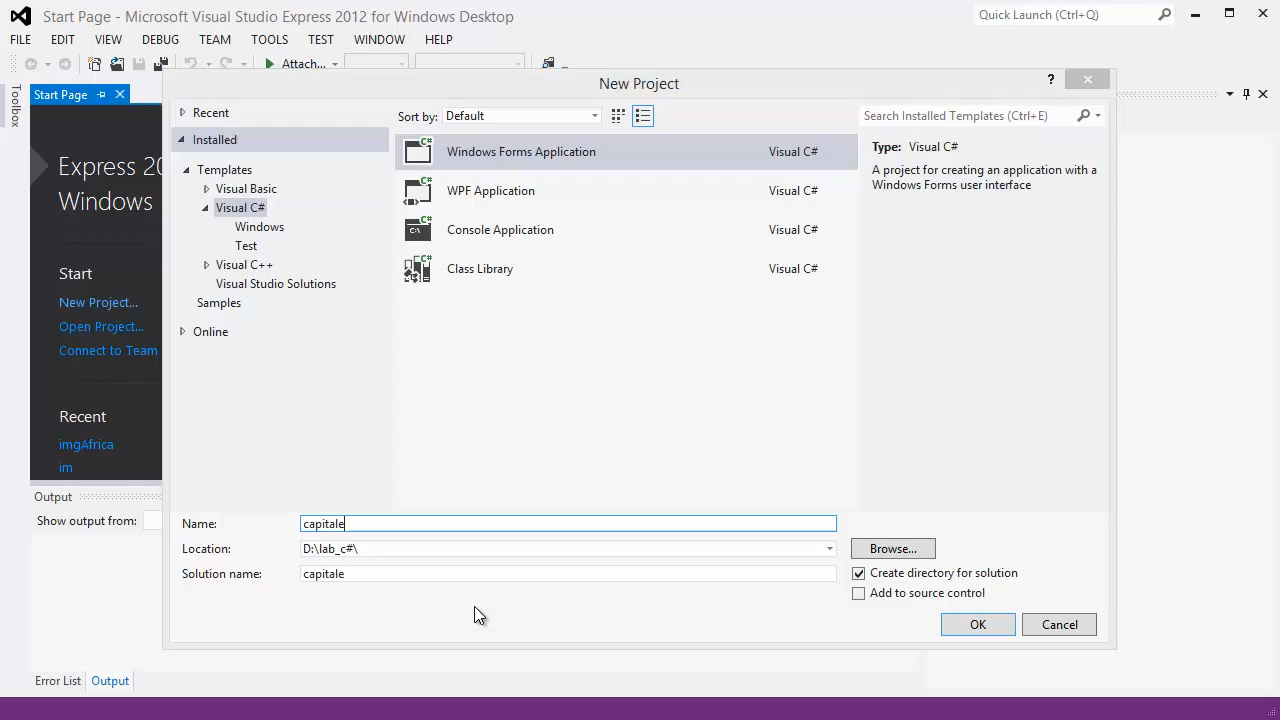 Start Page - Microsoft Visual Studio Express 2012 for Windows Desktop
Quick Launch (Ctrl+Q)
FILE EDIT VIEW DEBUG TEAM TOOLS TEST WINDOW HELP
Attach...
Toolbox
Start Page
New Project
?
Express 20
Windows
Start
New Project...
Open Project...
Connect to Team
Recent
imgAfrica
im
Recent
Installed
Templates
Visual Basic
Visual C#
Windows
Test
Visual C++
Visual Studio Solutions
Samples
Online
Sort by: Default
Search Installed Templates (Ctrl+E)
Windows Forms Application Visual C#
WPF Application Visual C#
Console Application Visual C#
Class Library Visual C#
Type: Visual C#
A project for creating an application with a
Windows Forms user interface
Output
Show output from:
Name: capitale
Location: D:\lab_c#\
Browse...
Solution name: capitale
Create directory for solution
Add to source control
OK Cancel
Error List Output